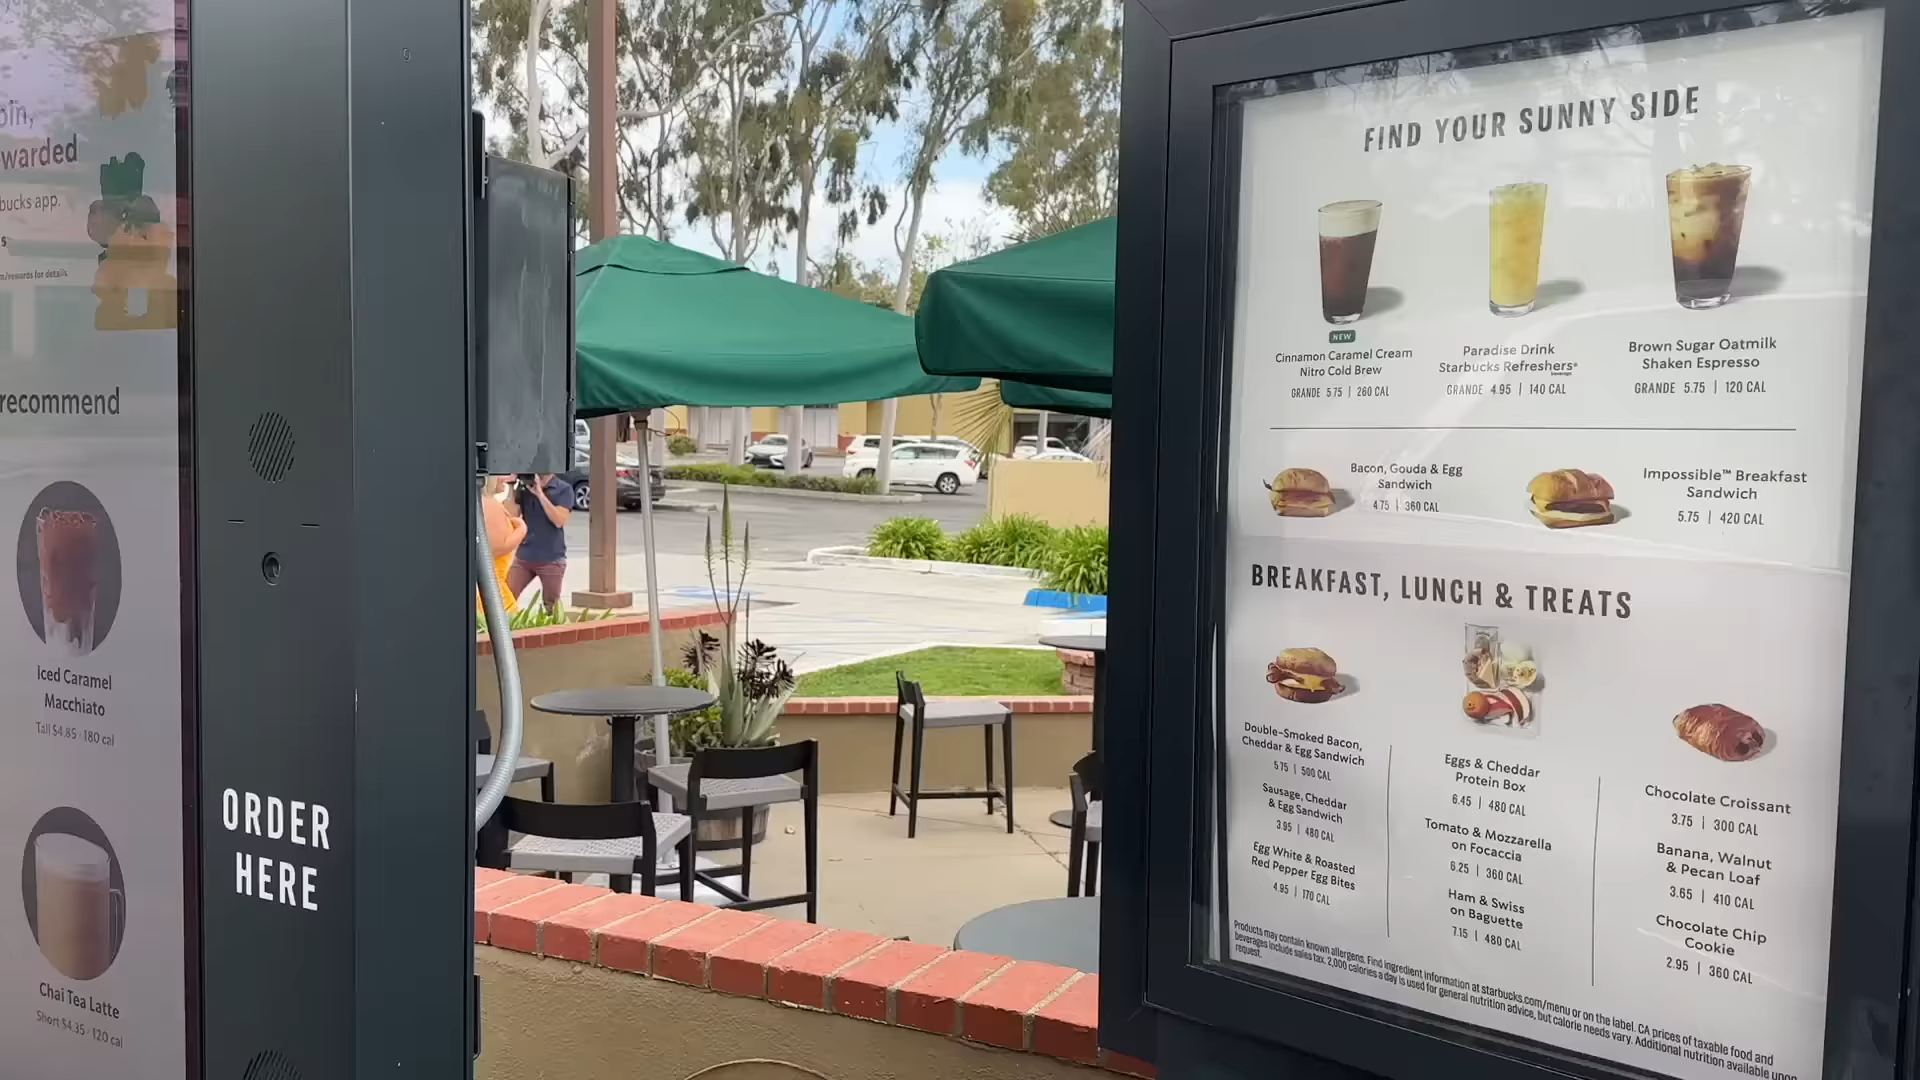 warded
bucks app.
/rewards for details
recommend
Iced Caramel
Macchiato
Tall $4.85 · 180 cal
Chai Tea Latte
Short $4.35 · 120 cal
ORDER
HERE
FIND YOUR SUNNY SIDE
NEW
Cinnamon Caramel Cream
Nitro Cold Brew
GRANDE 5.75 | 260 CAL
Paradise Drink
Starbucks Refreshers®
beverage
GRANDE 4.95 | 140 CAL
Brown Sugar Oatmilk
Shaken Espresso
GRANDE 5.75 | 120 CAL
Bacon, Gouda & Egg
Sandwich
4.75 | 360 CAL
Impossible™ Breakfast
Sandwich
5.75 | 420 CAL
BREAKFAST, LUNCH & TREATS
Double-Smoked Bacon,
Cheddar & Egg Sandwich
5.75 | 500 CAL
Sausage, Cheddar
& Egg Sandwich
3.95 | 480 CAL
Egg White & Roasted
Red Pepper Egg Bites
4.95 | 170 CAL
Eggs & Cheddar
Protein Box
6.45 | 480 CAL
Tomato & Mozzarella
on Focaccia
6.25 | 360 CAL
Ham & Swiss
on Baguette
7.15 | 480 CAL
Chocolate Croissant
3.75 | 300 CAL
Banana, Walnut
& Pecan Loaf
3.65 | 410 CAL
Chocolate Chip
Cookie
2.95 | 360 CAL
Products may contain known allergens. Find ingredient information at starbucks.com/menu or on the label. CA prices of taxable food and
beverages include sales tax. 2,000 calories a day is used for general nutrition advice, but calorie needs vary. Additional nutrition available upon
request.